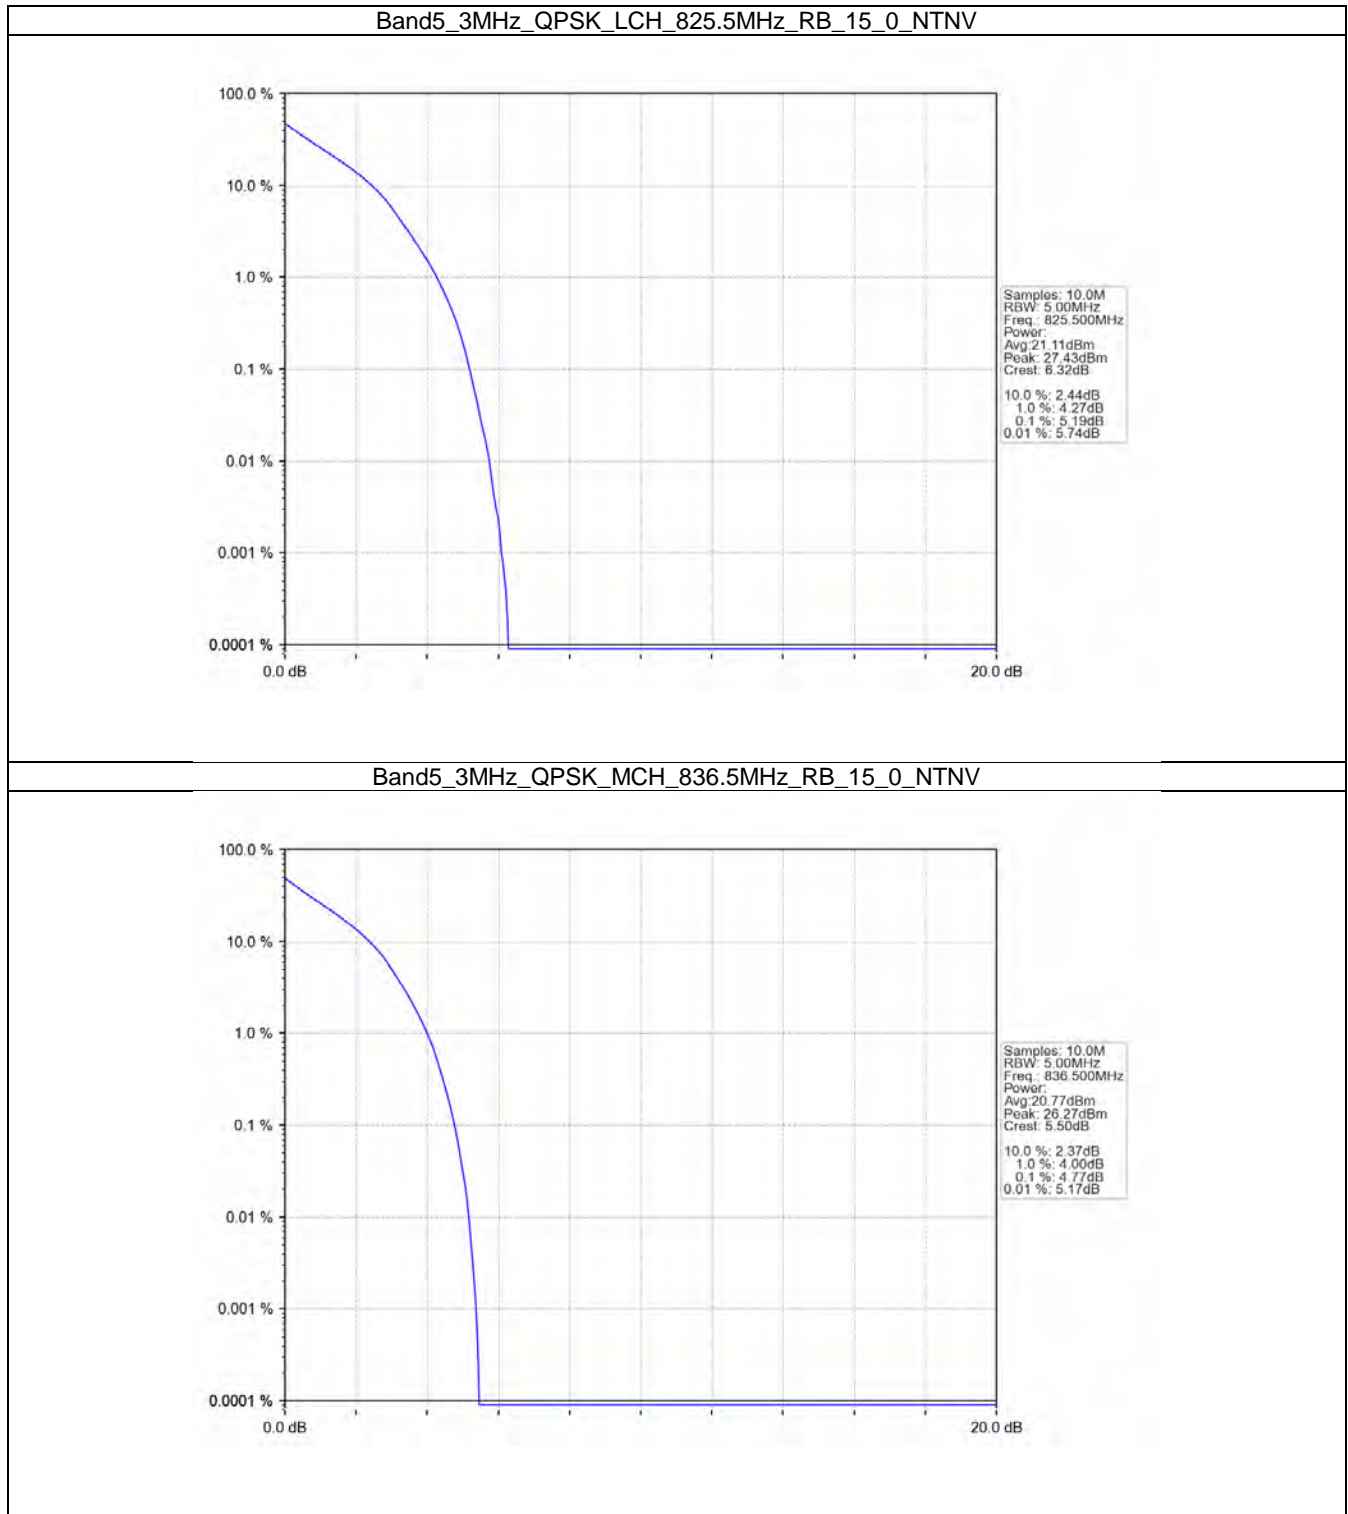 Band5_3MHz_QPSK_LCH_825.5MHz_RB_15_0_NTNV
100.0 %
10.0 %
1.0 %
0.1 %
0.01 %
0.001 %
0.0001 %
0.0 dB
20.0 dB
Samples: 10.0M
RBW: 5.00MHz
Freq.: 825.500MHz
Power:
Avg:21.11dBm
Peak: 27.43dBm
Crest: 6.32dB
10.0 %: 2.44dB
1.0 %: 4.27dB
0.1 %: 5.19dB
0.01 %: 5.74dB
Band5_3MHz_QPSK_MCH_836.5MHz_RB_15_0_NTNV
100.0 %
10.0 %
1.0 %
0.1 %
0.01 %
0.001 %
0.0001 %
0.0 dB
20.0 dB
Samples: 10.0M
RBW: 5.00MHz
Freq.: 836.500MHz
Power:
Avg:20.77dBm
Peak: 26.27dBm
Crest: 5.50dB
10.0 %: 2.37dB
1.0 %: 4.00dB
0.1 %: 4.77dB
0.01 %: 5.17dB